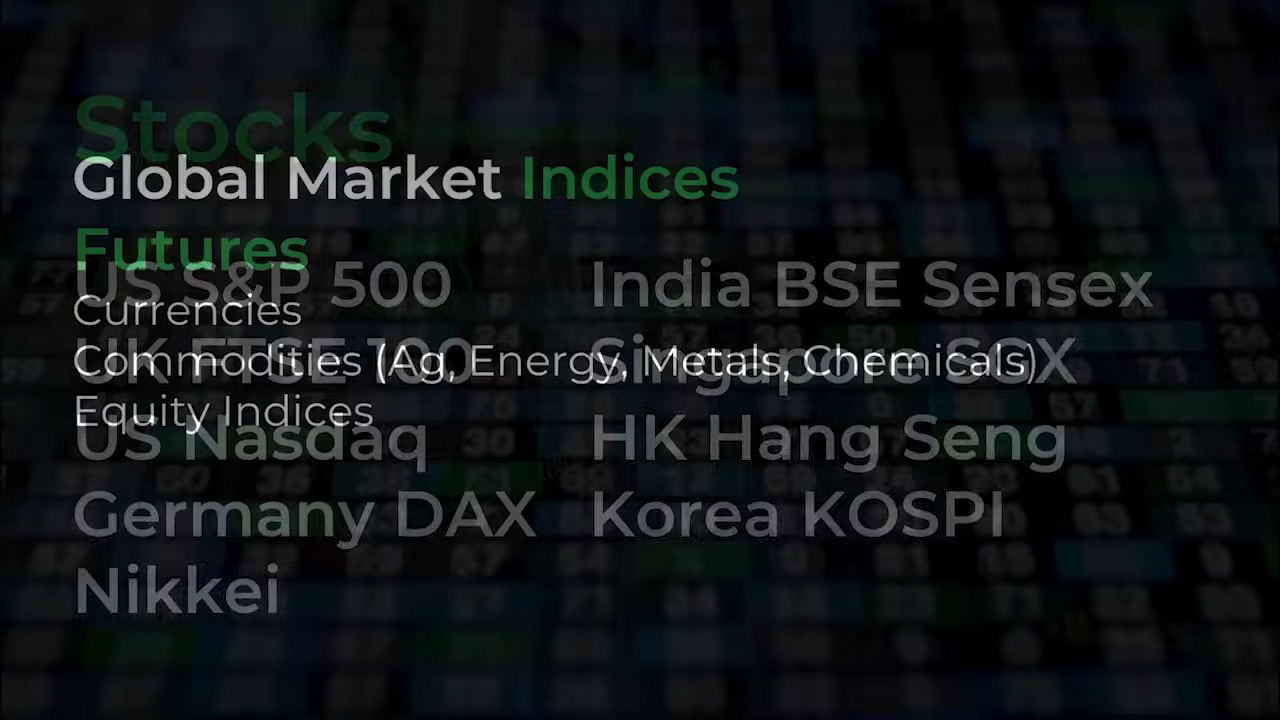 Stocks
Global Market Indices
Futures
US S&P 500
India BSE Sensex
Currencies
UK FTSE 100
Singapore SGX
Commodities (Ag, Energy, Metals, Chemicals)
Equity Indices
US Nasdaq
HK Hang Seng
Germany DAX
Korea KOSPI
Nikkei